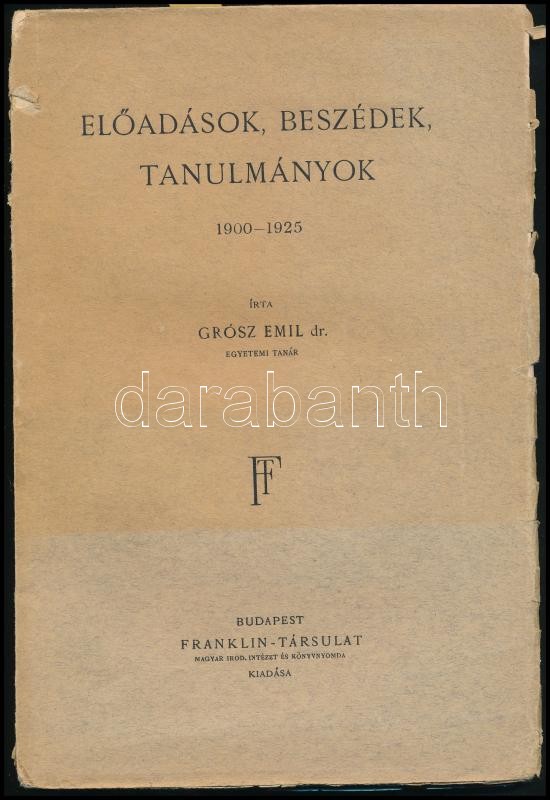 ELŐADÁSOK, BESZÉDEK,
TANULMÁNYOK
1900–1925
ÍRTA
GRÓSZ EMIL dr.
EGYETEMI TANÁR
darabanth
FT
BUDAPEST
FRANKLIN-TÁRSULAT
MAGYAR IROD. INTÉZET ÉS KÖNYVNYOMDA
KIADÁSA